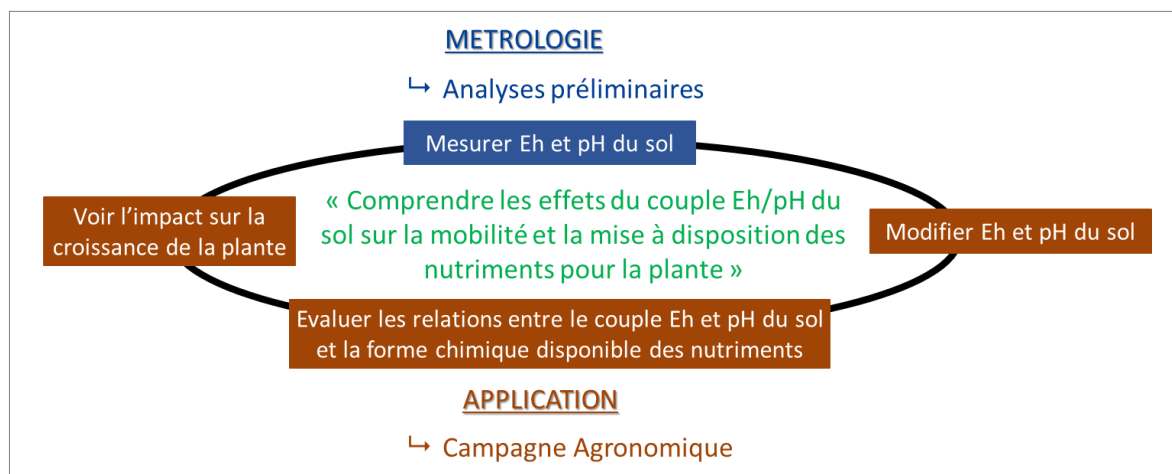 METROLOGIE
↳ Analyses préliminaires
Mesurer Eh et pH du sol
Voir l’impact sur la
croissance de la plante
« Comprendre les effets du couple Eh/pH du
sol sur la mobilité et la mise à disposition des
nutriments pour la plante »
Modifier Eh et pH du sol
Evaluer les relations entre le couple Eh et pH du sol
et la forme chimique disponible des nutriments
APPLICATION
↳ Campagne Agronomique